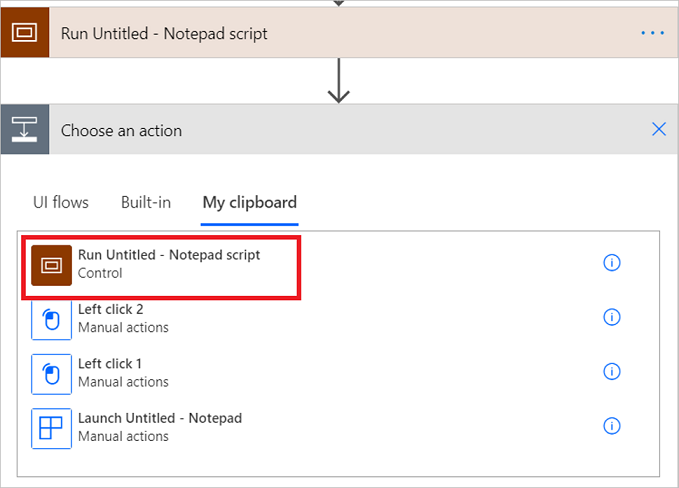 Run Untitled - Notepad script
Choose an action
UI flows Built-in My clipboard
Run Untitled - Notepad script
Control
Left click 2
Manual actions
Left click 1
Manual actions
Launch Untitled - Notepad
Manual actions